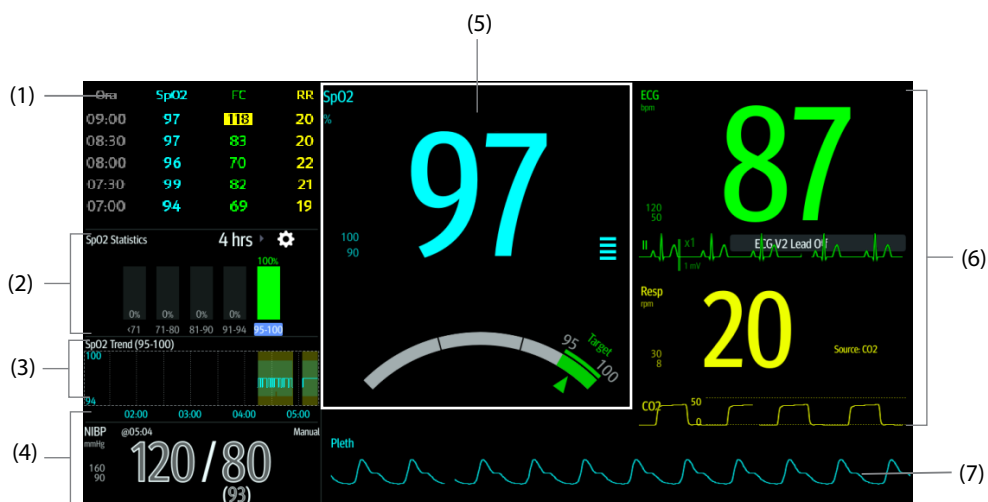 (5)
(1)
Ora SpO2 FC RR
09:00 97 118 20
08:30 97 83 20
08:00 96 70 22
07:30 99 82 21
07:00 94 69 19
(2)
SpO2 Statistics 4 hrs
100%
0% 0% 0% 0%
<71 71-80 81-90 91-94 95-100
(3)
SpO2 Trend (95-100)
100
94
02:00 03:00 04:00 05:00
(4)
NIBP @05:04 Manual
mmHg
160
90
120/80
(93)
SpO2
%
97
100
90
95 Target 100
ECG
bpm
87
120
50
II x1 ECG-V2 Lead Off
1 mV
(6)
Resp
rpm
20
30
8
Source: CO2
CO2 50
0
Pleth
(7)